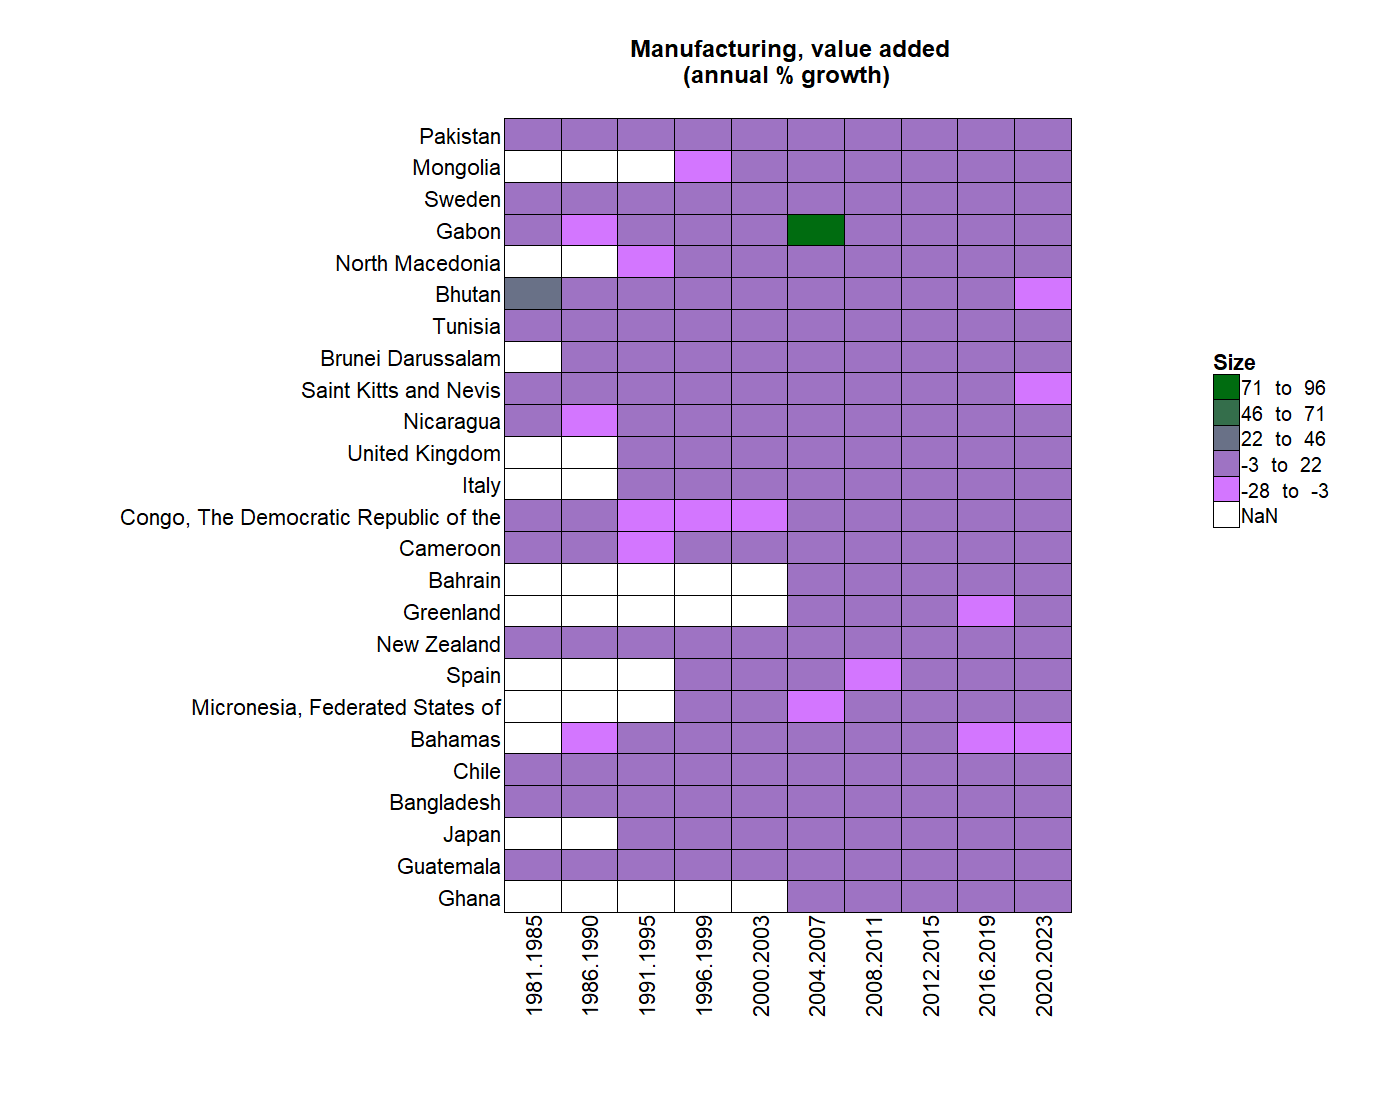 Manufacturing, value added
(annual % growth)
Pakistan
Mongolia
Sweden
Gabon
North Macedonia
Bhutan
Tunisia
Brunei Darussalam
Saint Kitts and Nevis
Nicaragua
United Kingdom
Italy
Congo, The Democratic Republic of the
Cameroon
Bahrain
Greenland
New Zealand
Spain
Micronesia, Federated States of
Bahamas
Chile
Bangladesh
Japan
Guatemala
Ghana
1981.1985
1986.1990
1991.1995
1996.1999
2000.2003
2004.2007
2008.2011
2012.2015
2016.2019
2020.2023
Size
71 to 96
46 to 71
22 to 46
-3 to 22
-28 to -3
NaN